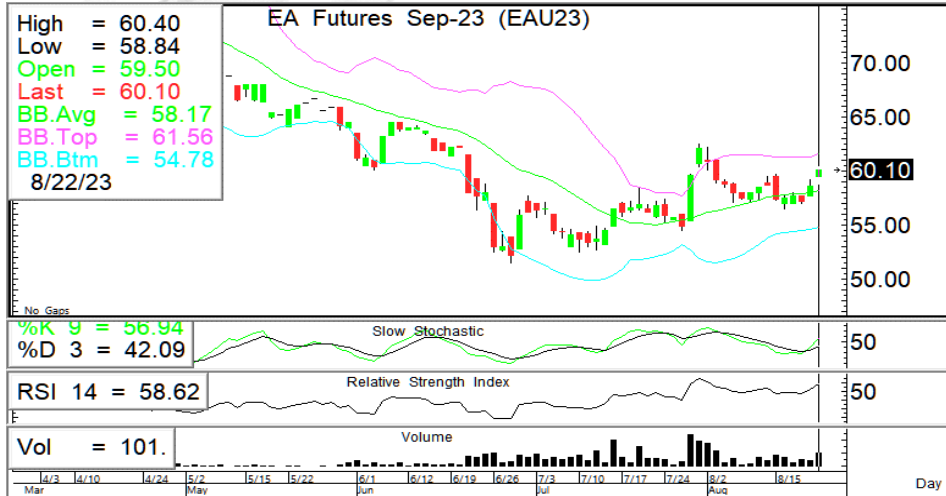 EA Futures Sep-23 (EAU23)
High = 60.40
Low = 58.84
Open = 59.50
Last = 60.10
BB.Avg = 58.17
BB.Top = 61.56
BB.Btm = 54.78
8/22/23
70.00
65.00
60.10
55.00
50.00
No Gaps
%K 9 = 56.94
%D 3 = 42.09
Slow Stochastic
50
RSI 14 = 58.62
Relative Strength Index
50
Vol = 101.
Volume
4/3 4/10 4/24 5/2 5/15 5/22 6/1 6/12 6/19 6/26 7/3 7/10 7/17 7/24 8/2 8/15
Mar May Jun Jul Aug
Day